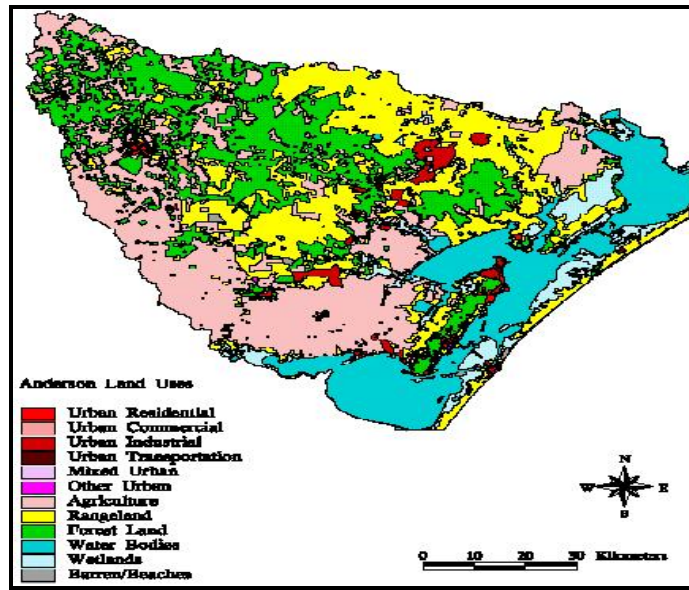 Anderson Land Uses
Urban Residential
Urban Commercial
Urban Industrial
Urban Transportation
Mixed Urban
Other Urban
Agriculture
Rangeland
Forest Land
Water Bodies
Wetlands
Barren/Beaches
N
W E
S
0 10 20 30 Kilometers